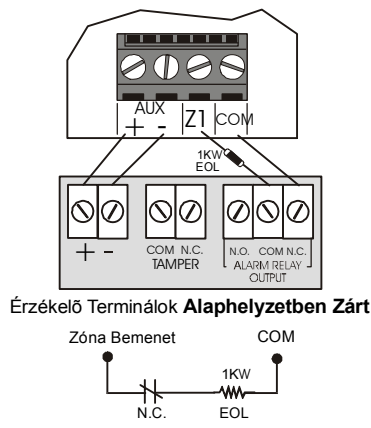 AUX
+ - Z1 COM
1KW
EOL
+ -
COM N.C.
TAMPER
N.O. COM N.C.
ALARM RELAY
OUTPUT
Érzékelõ Terminálok Alaphelyzetben Zárt
Zóna Bemenet COM
1KW
N.C. EOL